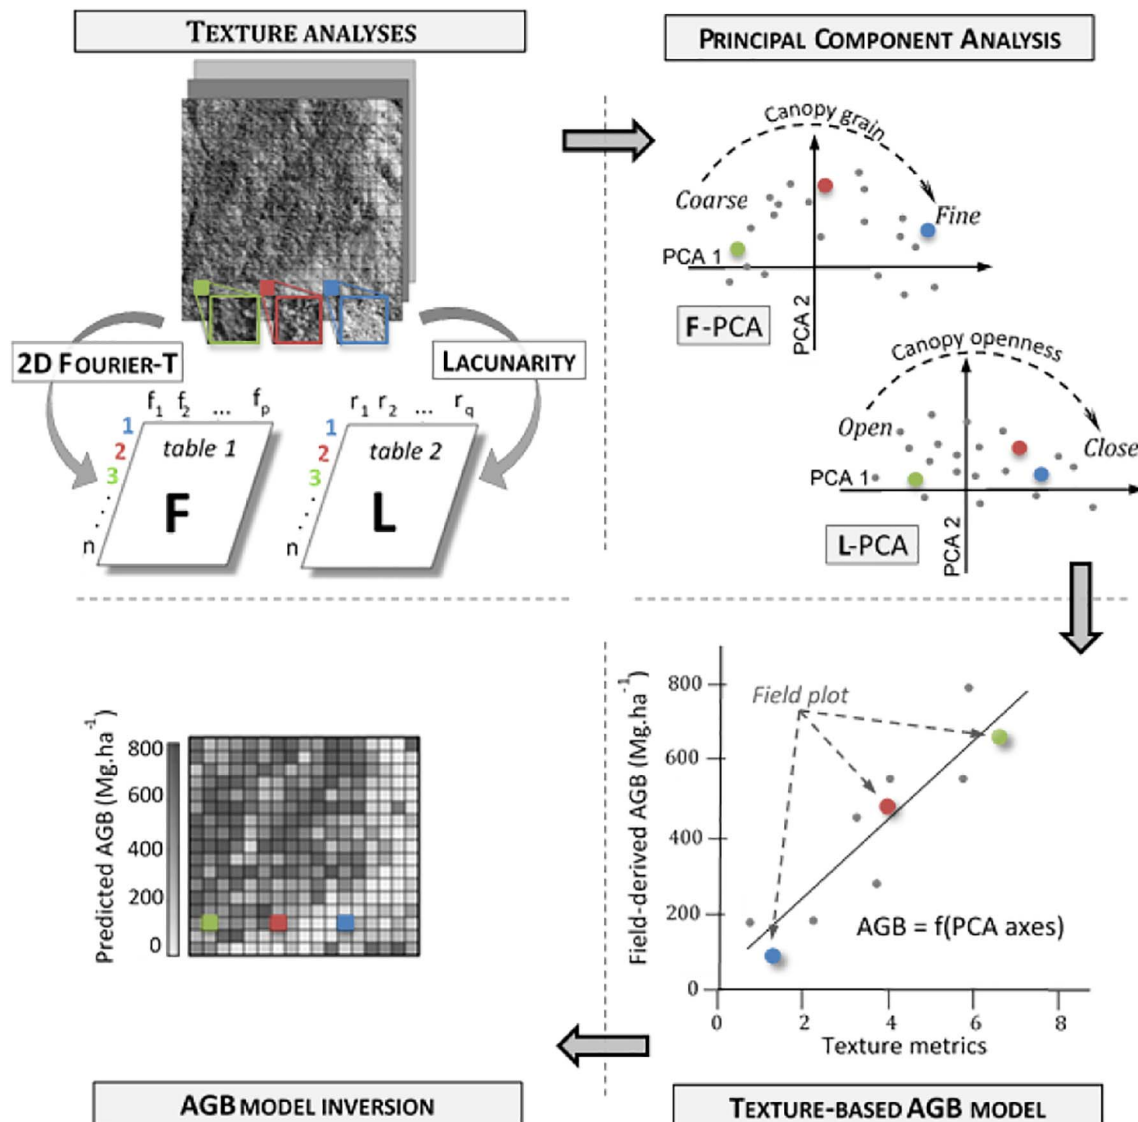 TEXTURE ANALYSES
2D FOURIER-T
LACUNARITY
f1 f2 ... fp
1
2
3
.
.
.
n
table 1
F
r1 r2 ... rq
1
2
3
.
.
.
n
table 2
L
PRINCIPAL COMPONENT ANALYSIS
Canopy grain
Coarse
Fine
PCA 1
PCA 2
F-PCA
Canopy openness
Open
Close
PCA 1
PCA 2
L-PCA
Predicted AGB (Mg.ha-1)
800
600
400
200
0
AGB MODEL INVERSION
Field-derived AGB (Mg.ha-1)
800
600
400
200
0
Field plot
AGB = f(PCA axes)
0 2 4 6 8
Texture metrics
TEXTURE-BASED AGB MODEL